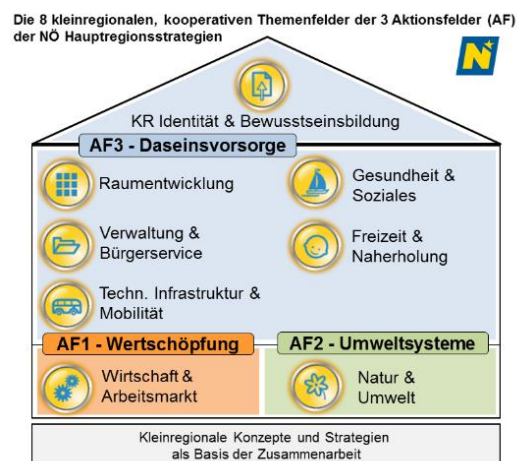 Die 8 kleinregionalen, kooperativen Themenfelder der 3 Aktionsfelder (AF)
der NÖ Hauptregionsstrategien
N
KR Identität & Bewusstseinsbildung
AF3 - Daseinsvorsorge
Raumentwicklung
Gesundheit &
Soziales
Verwaltung &
Bürgerservice
Freizeit &
Naherholung
Techn. Infrastruktur &
Mobilität
AF1 - Wertschöpfung
AF2 - Umweltsysteme
Wirtschaft &
Arbeitsmarkt
Natur &
Umwelt
Kleinregionale Konzepte und Strategien
als Basis der Zusammenarbeit